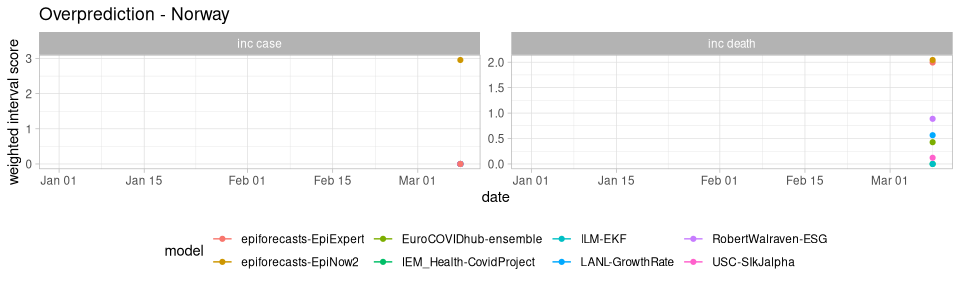 Overprediction - Norway
inc case
inc death
weighted interval score
3
2
1
0
2.0
1.5
1.0
0.5
0.0
Jan 01 Jan 15 Feb 01 Feb 15 Mar 01
Jan 01 Jan 15 Feb 01 Feb 15 Mar 01
date
model
epiforecasts-EpiExpert EuroCOVIDhub-ensemble ILM-EKF RobertWalraven-ESG
epiforecasts-EpiNow2 IEM_Health-CovidProject LANL-GrowthRate USC-SIkJalpha